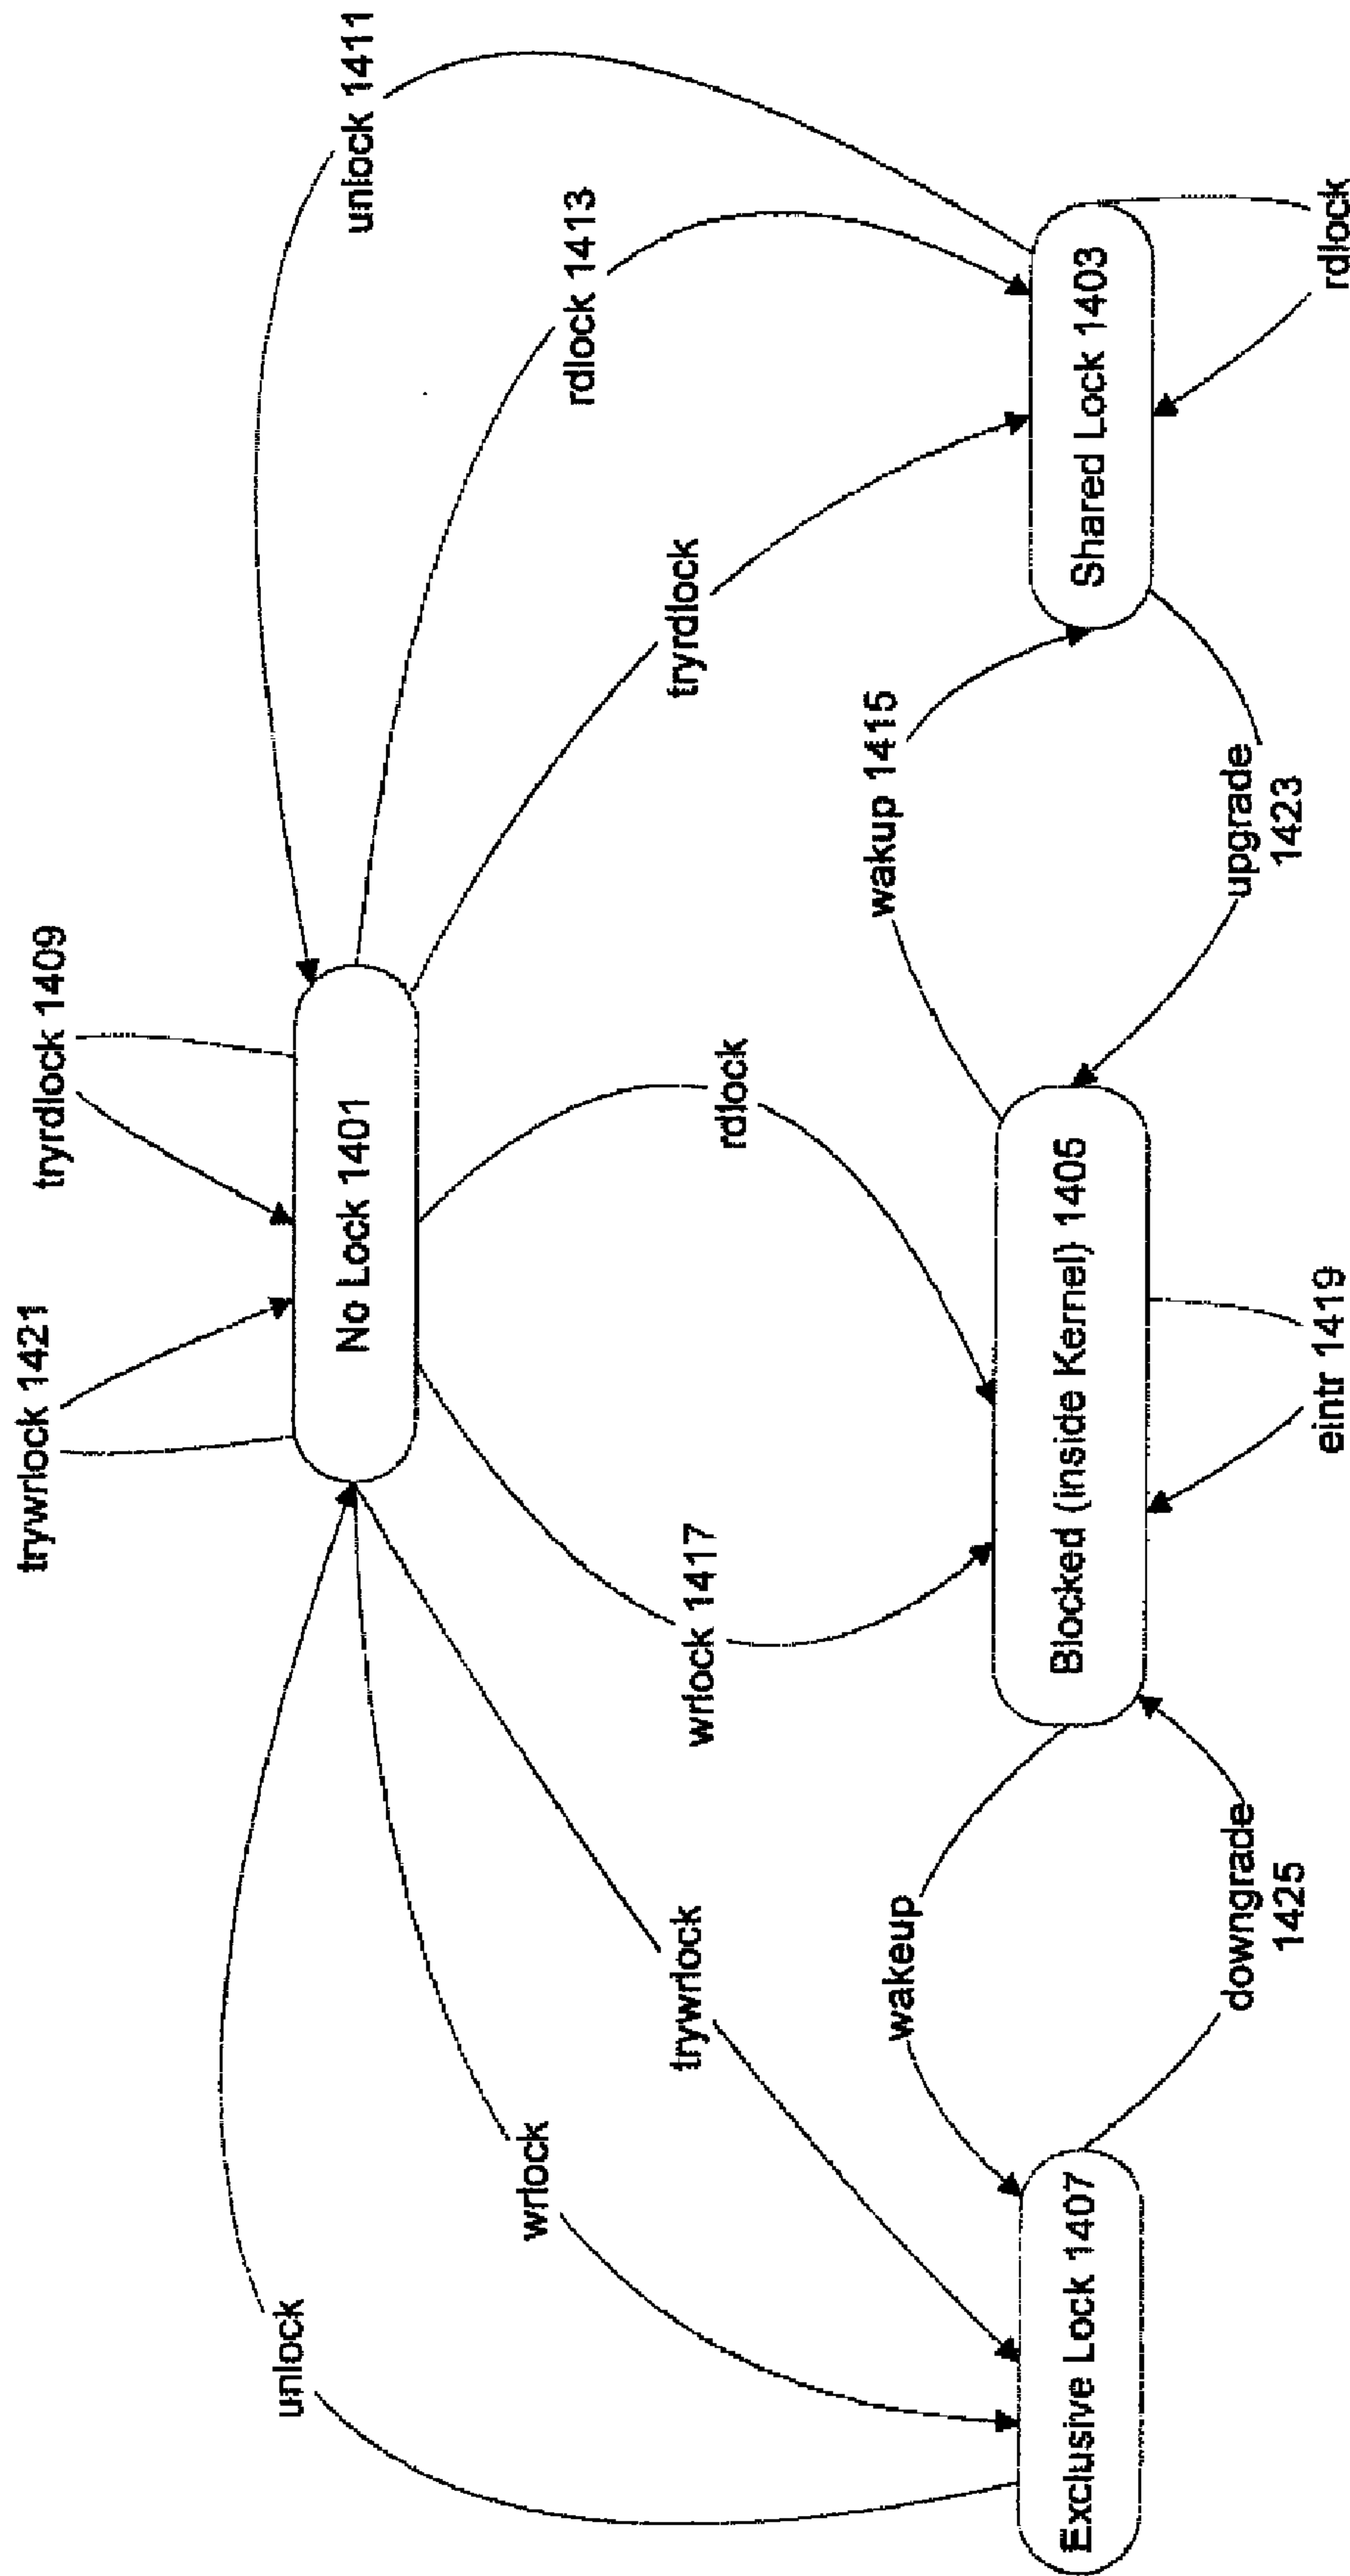 trywrlock 1421
tryrdlock 1409
No Lock 1401
unlock
unlock 1411
wrlock
rdlock 1413
trywrlock
wrlock 1417
rdlock
tryrdlock
wakeup
wakup 1415
Exclusive Lock 1407
Blocked (inside Kernel) 1405
Shared Lock 1403
downgrade
1425
upgrade
1423
eintr 1419
rdlock